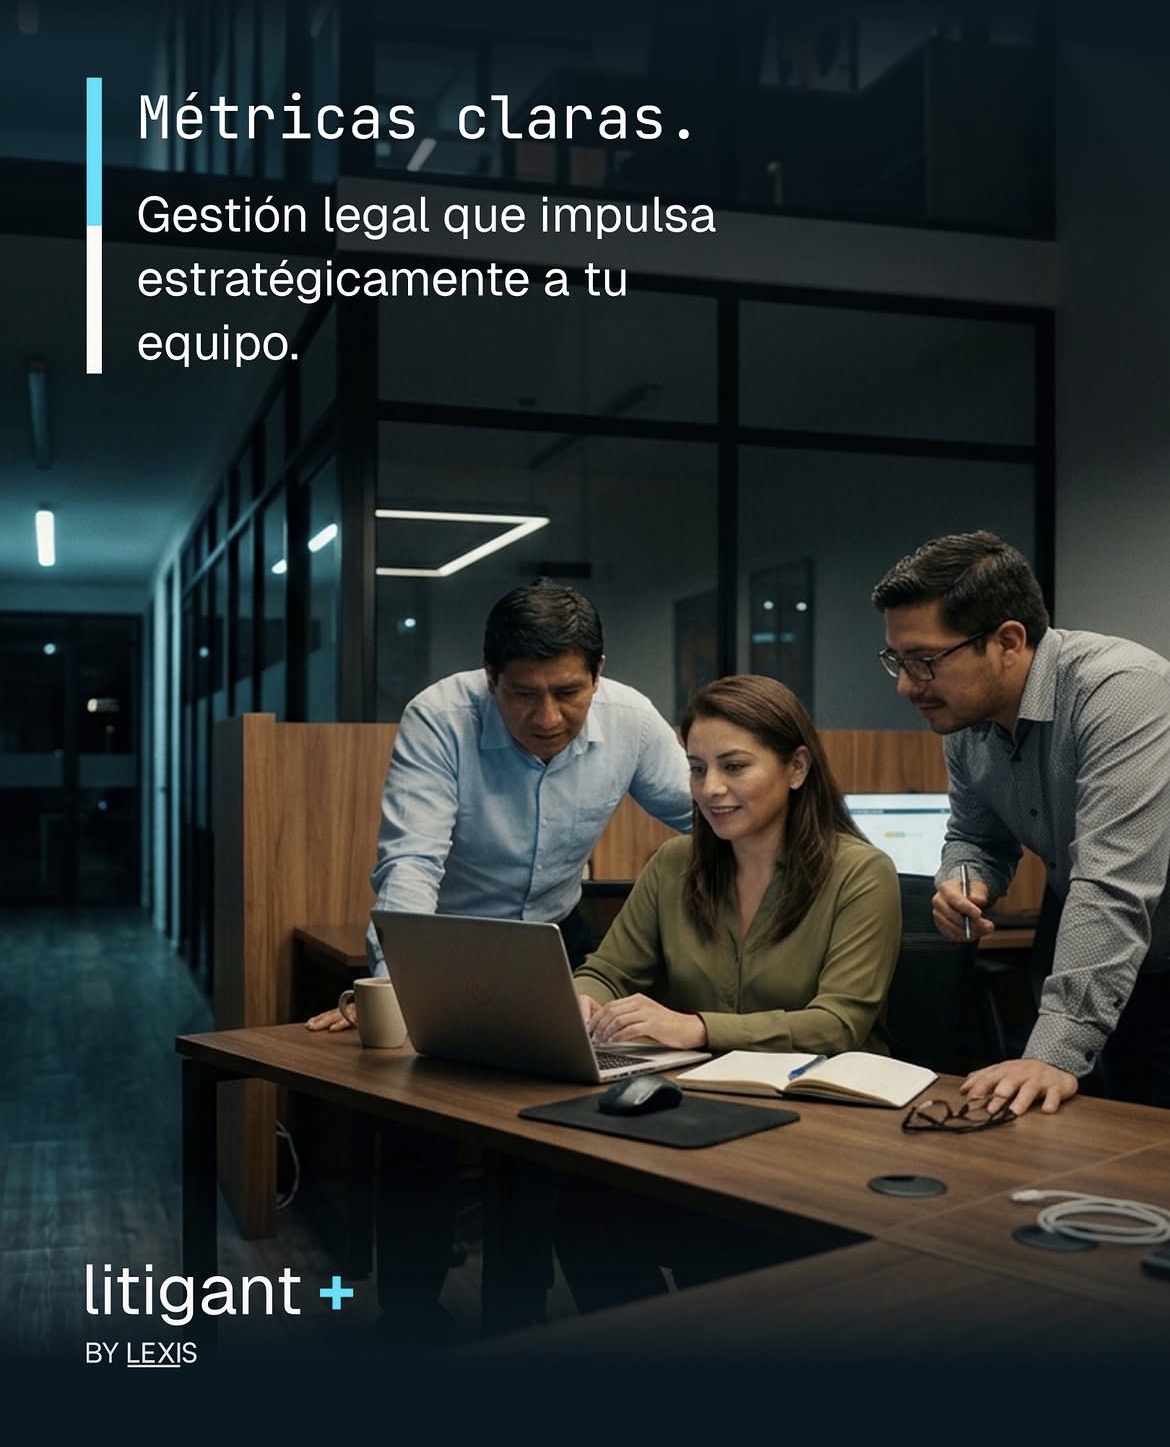 Métricas claras.
Gestión legal que impulsa
estratégicamente a tu
equipo.
litigant +
BY LEXIS